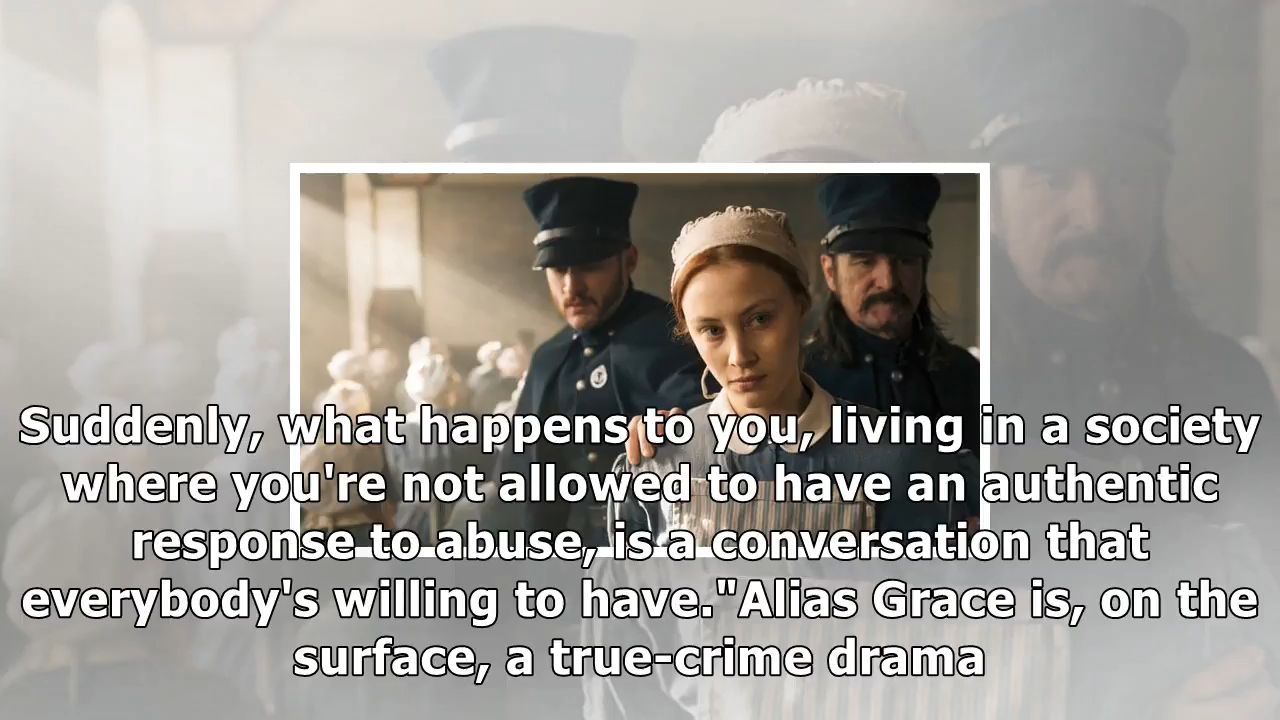 Suddenly, what happens to you, living in a society
where you're not allowed to have an authentic
response to abuse, is a conversation that
everybody's willing to have."Alias Grace is, on the
surface, a true-crime drama